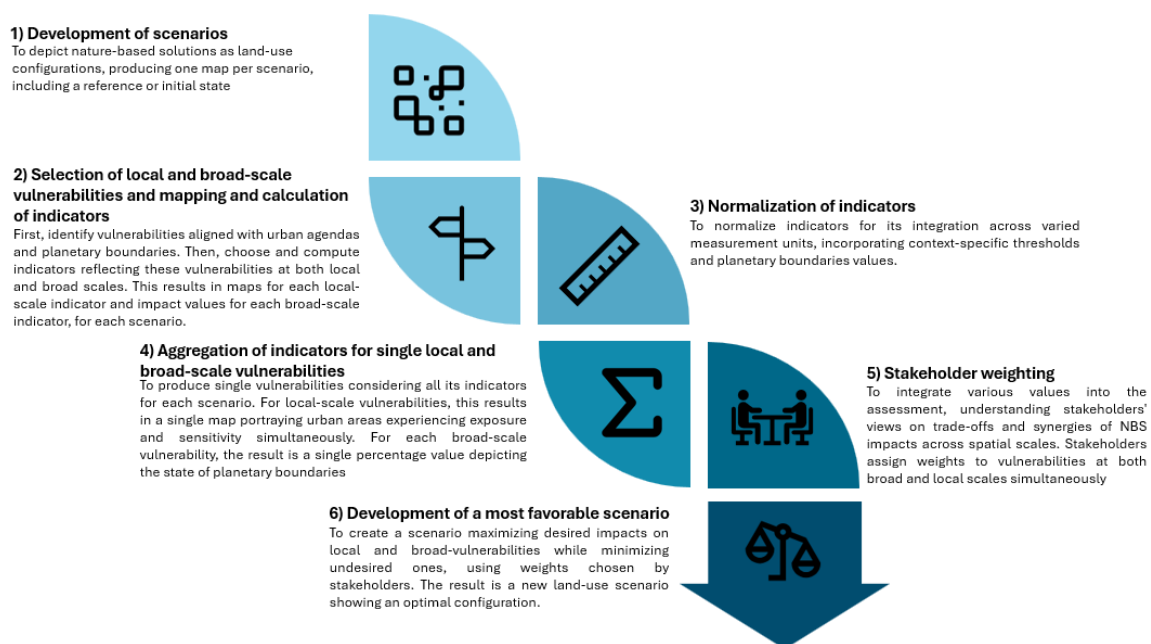 1) Development of scenarios
To depict nature-based solutions as land-use
configurations, producing one map per scenario,
including a reference or initial state
2) Selection of local and broad-scale
vulnerabilities and mapping and calculation
of indicators
First, identify vulnerabilities aligned with urban agendas
and planetary boundaries. Then, choose and compute
indicators reflecting these vulnerabilities at both local
and broad scales. This results in maps for each local-
scale indicator and impact values for each broad-scale
indicator, for each scenario.
3) Normalization of indicators
To normalize indicators for its integration across varied
measurement units, incorporating context-specific thresholds
and planetary boundaries values.
4) Aggregation of indicators for single local and
broad-scale vulnerabilities
To produce single vulnerabilities considering all its indicators
for each scenario. For local-scale vulnerabilities, this results
in a single map portraying urban areas experiencing exposure
and sensitivity simultaneously. For each broad-scale
vulnerability, the result is a single percentage value depicting
the state of planetary boundaries
5) Stakeholder weighting
To integrate various values into the
assessment, understanding stakeholders'
views on trade-offs and synergies of NBS
impacts across spatial scales. Stakeholders
assign weights to vulnerabilities at both
broad and local scales simultaneously
6) Development of a most favorable scenario
To create a scenario maximizing desired impacts on
local and broad-vulnerabilities while minimizing
undesired ones, using weights chosen by
stakeholders. The result is a new land-use scenario
showing an optimal configuration.